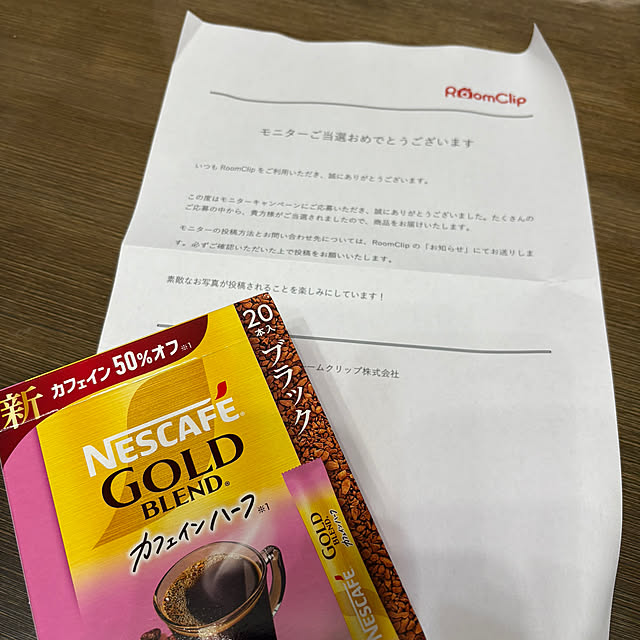 RoomClip
モニターご当選おめでとうございます
いつも RoomClip をご利用いただき、誠にありがとうございます。
この度はモニターキャンペーンにご応募いただき、誠にありがとうございました。たくさんの
ご応募の中から、貴方様がご当選されましたので、商品をお届けいたします。
モニターの投稿方法とお問い合わせ先については、RoomClip の「お知らせ」にてお送りしま
す。必ずご確認いただいた上で投稿をお願いいたします。
素敵なお写真が投稿されることを楽しみにしています！
ームクリップ株式会社
新 カフェイン50%オフ※1
20本入 ブラック
NESCAFÉ
GOLD
BLEND®
カフェインハーフ※1
NESCAFÉ
GOLD
BLEND
カフェインハーフ